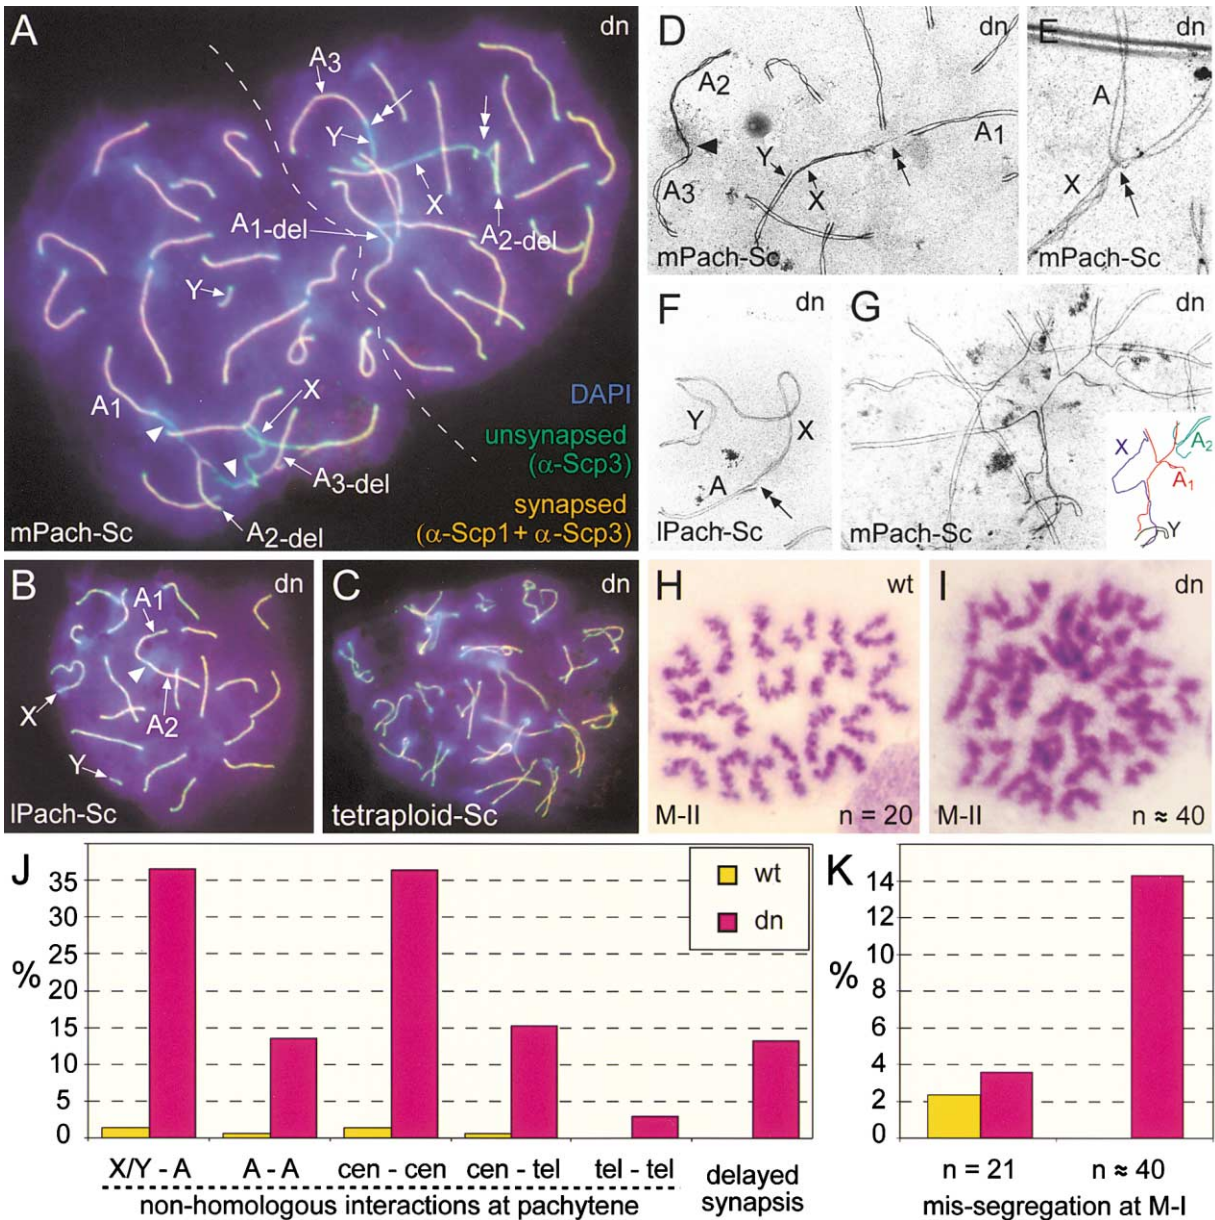 A
dn
A3
Y
X
A2-del
A1-del
Y
A1
X
A3-del
A2-del
DAPI
unsynapsed
(α-Scp3)
synapsed
(α-Scp1+ α-Scp3)
mPach-Sc
B
dn
A1
X
A2
Y
lPach-Sc
C
dn
tetraploid-Sc
D
dn
A2
A1
Y
X
A3
mPach-Sc
E
dn
A
X
mPach-Sc
F
dn
Y
X
A
lPach-Sc
G
dn
X
A2
A1
Y
mPach-Sc
H
wt
M-II
n = 20
I
dn
M-II
n ≈ 40
J
wt
dn
35
30
25
20
15
10
5
0
%
X/Y - A
A - A
cen - cen
cen - tel
tel - tel
delayed
synapsis
non-homologous interactions at pachytene
K
14
12
10
8
6
4
2
0
%
n = 21
n ≈ 40
mis-segregation at M-I